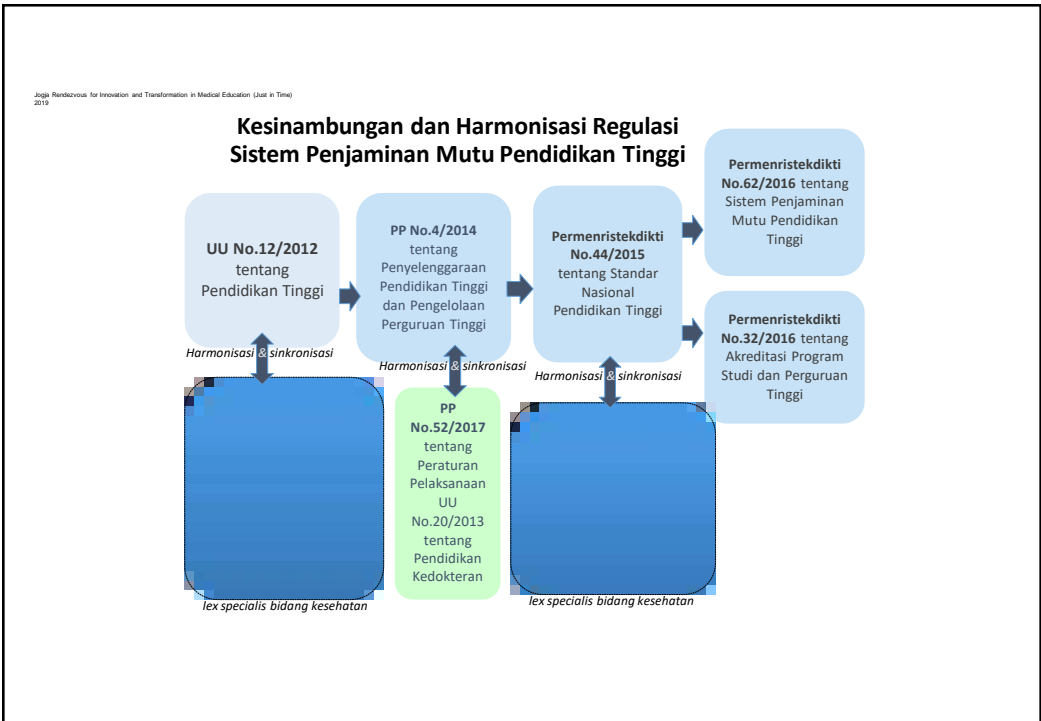 Jogja Rendezvous for Innovation and Transformation in Medical Education (Just in Time)
2019
Kesinambungan dan Harmonisasi Regulasi
Sistem Penjaminan Mutu Pendidikan Tinggi
UU No.12/2012
tentang
Pendidikan Tinggi
PP No.4/2014
tentang
Penyelenggaraan
Pendidikan Tinggi
dan Pengelolaan
Perguruan Tinggi
Permenristekdikti
No.44/2015
tentang Standar
Nasional
Pendidikan Tinggi
Permenristekdikti
No.62/2016 tentang
Sistem Penjaminan
Mutu Pendidikan
Tinggi
Permenristekdikti
No.32/2016 tentang
Akreditasi Program
Studi dan Perguruan
Tinggi
Harmonisasi & sinkronisasi
Harmonisasi & sinkronisasi
Harmonisasi & sinkronisasi
PP
No.52/2017
tentang
Peraturan
Pelaksanaan
UU
No.20/2013
tentang
Pendidikan
Kedokteran
lex specialis bidang kesehatan
lex specialis bidang kesehatan